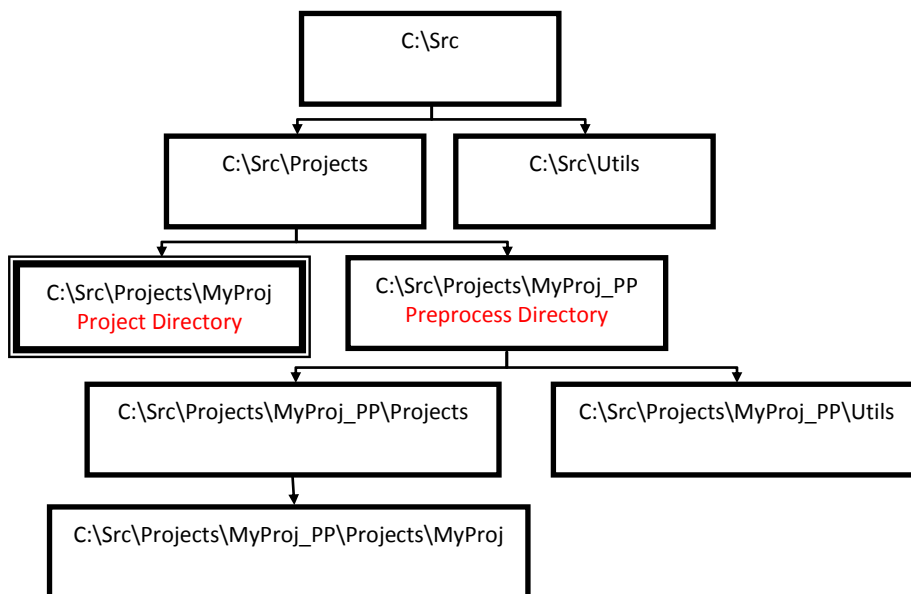 C:\Src
C:\Src\Projects
C:\Src\Utils
C:\Src\Projects\MyProj
Project Directory
C:\Src\Projects\MyProj_PP
Preprocess Directory
C:\Src\Projects\MyProj_PP\Projects
C:\Src\Projects\MyProj_PP\Utils
C:\Src\Projects\MyProj_PP\Projects\MyProj